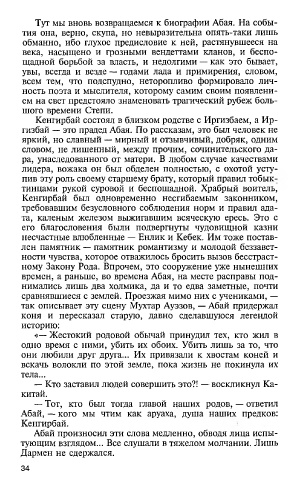 Тут мы вновь возвращаемся к биографии Абая. На события она, верно, скупа, но невыразительна опять-таки лишь
обманно, ибо глухое предисловие к ней, растянувшееся на
века, насыщено и грозными вендеттами кланов, и беспощадной борьбой за власть, и недолгими — как это бывает,
увы, всегда и везде — годами лада и примирения, словом,
всем тем, что подспудно, неторопливо формировало личность поэта и мыслителя, которому самим своим появлением на свет предстояло знаменовать трагический рубеж большого времени Степи.
Кенгирбай состоял в близком родстве с Иргизбаем, а Иргизбай — это прадед Абая. По рассказам, это был человек не
яркий, но славный — мирный и отзывчивый, добряк, одним
словом, не лишенный, между прочим, сочинительского дара, унаследованного от матери. В любом случае качествами
лидера, вожака он был обделен полностью, с охотой уступив эту роль своему старшему брату, который правил тобыктинцами рукой суровой и беспощадной. Храбрый воитель,
Кенгирбай был одновременно несгибаемым законником,
требовавшим безусловного соблюдения норм и правил адата, каленым железом выжигавшим всяческую ересь. Это с
его благословения были подвергнуты чудовищной казни
несчастные влюбленные — Енлик и Кебек. Им тоже поставлен памятник — памятник романтизму и молодой беззаветности чувства, которое отважилось бросить вызов бесстрастному Закону Рода. Впрочем, это сооружение уже нынешних
времен, а раньше, во времена Абая, на месте расправы поднимались лишь два холмика, да и то едва заметные, почти
сравнявшиеся с землей. Проезжая мимо них с учениками, —
так описывает эту сцену Мухтар Ауэзов, — Абай придержал
коня и пересказал старую, давно сделавшуюся легендой
историю:
«— Жестокий родовой обычай принудил тех, кто жил в
одно время с ними, убить их обоих. Убить лишь за то, что
они любили друг друга... Их привязали к хвостам коней и
вскачь волокли по этой земле, пока жизнь не покинула их
тела...
— Кто заставил людей совершить это?! — воскликнул Какитай.
— Тот, кто был тогда главой наших родов, — ответил
Абай, — кого мы чтим как аруаха, душа наших предков:
Кенгирбай.
Абай произносил эти слова медленно, обводя лица испытующим взглядом... Все слушали в тяжелом молчании. Лишь
Дармен не сдержался.
34